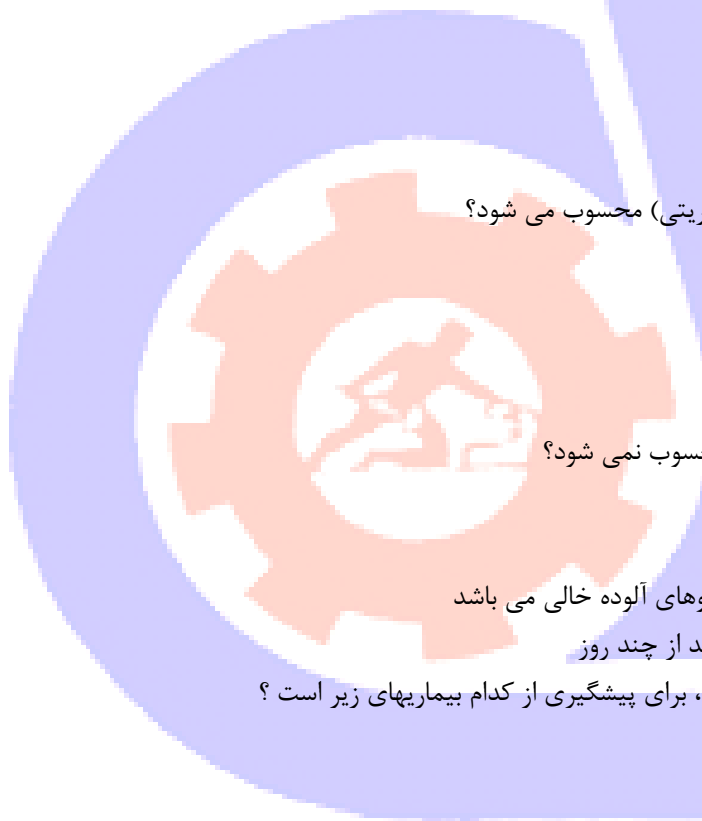 ریتی) محسوب می شود؟
سوب نمی شود؟
وهای آلوده خالی می باشد
د از چند روز
، برای پیشگیری از کدام بیماریهای زیر است ؟